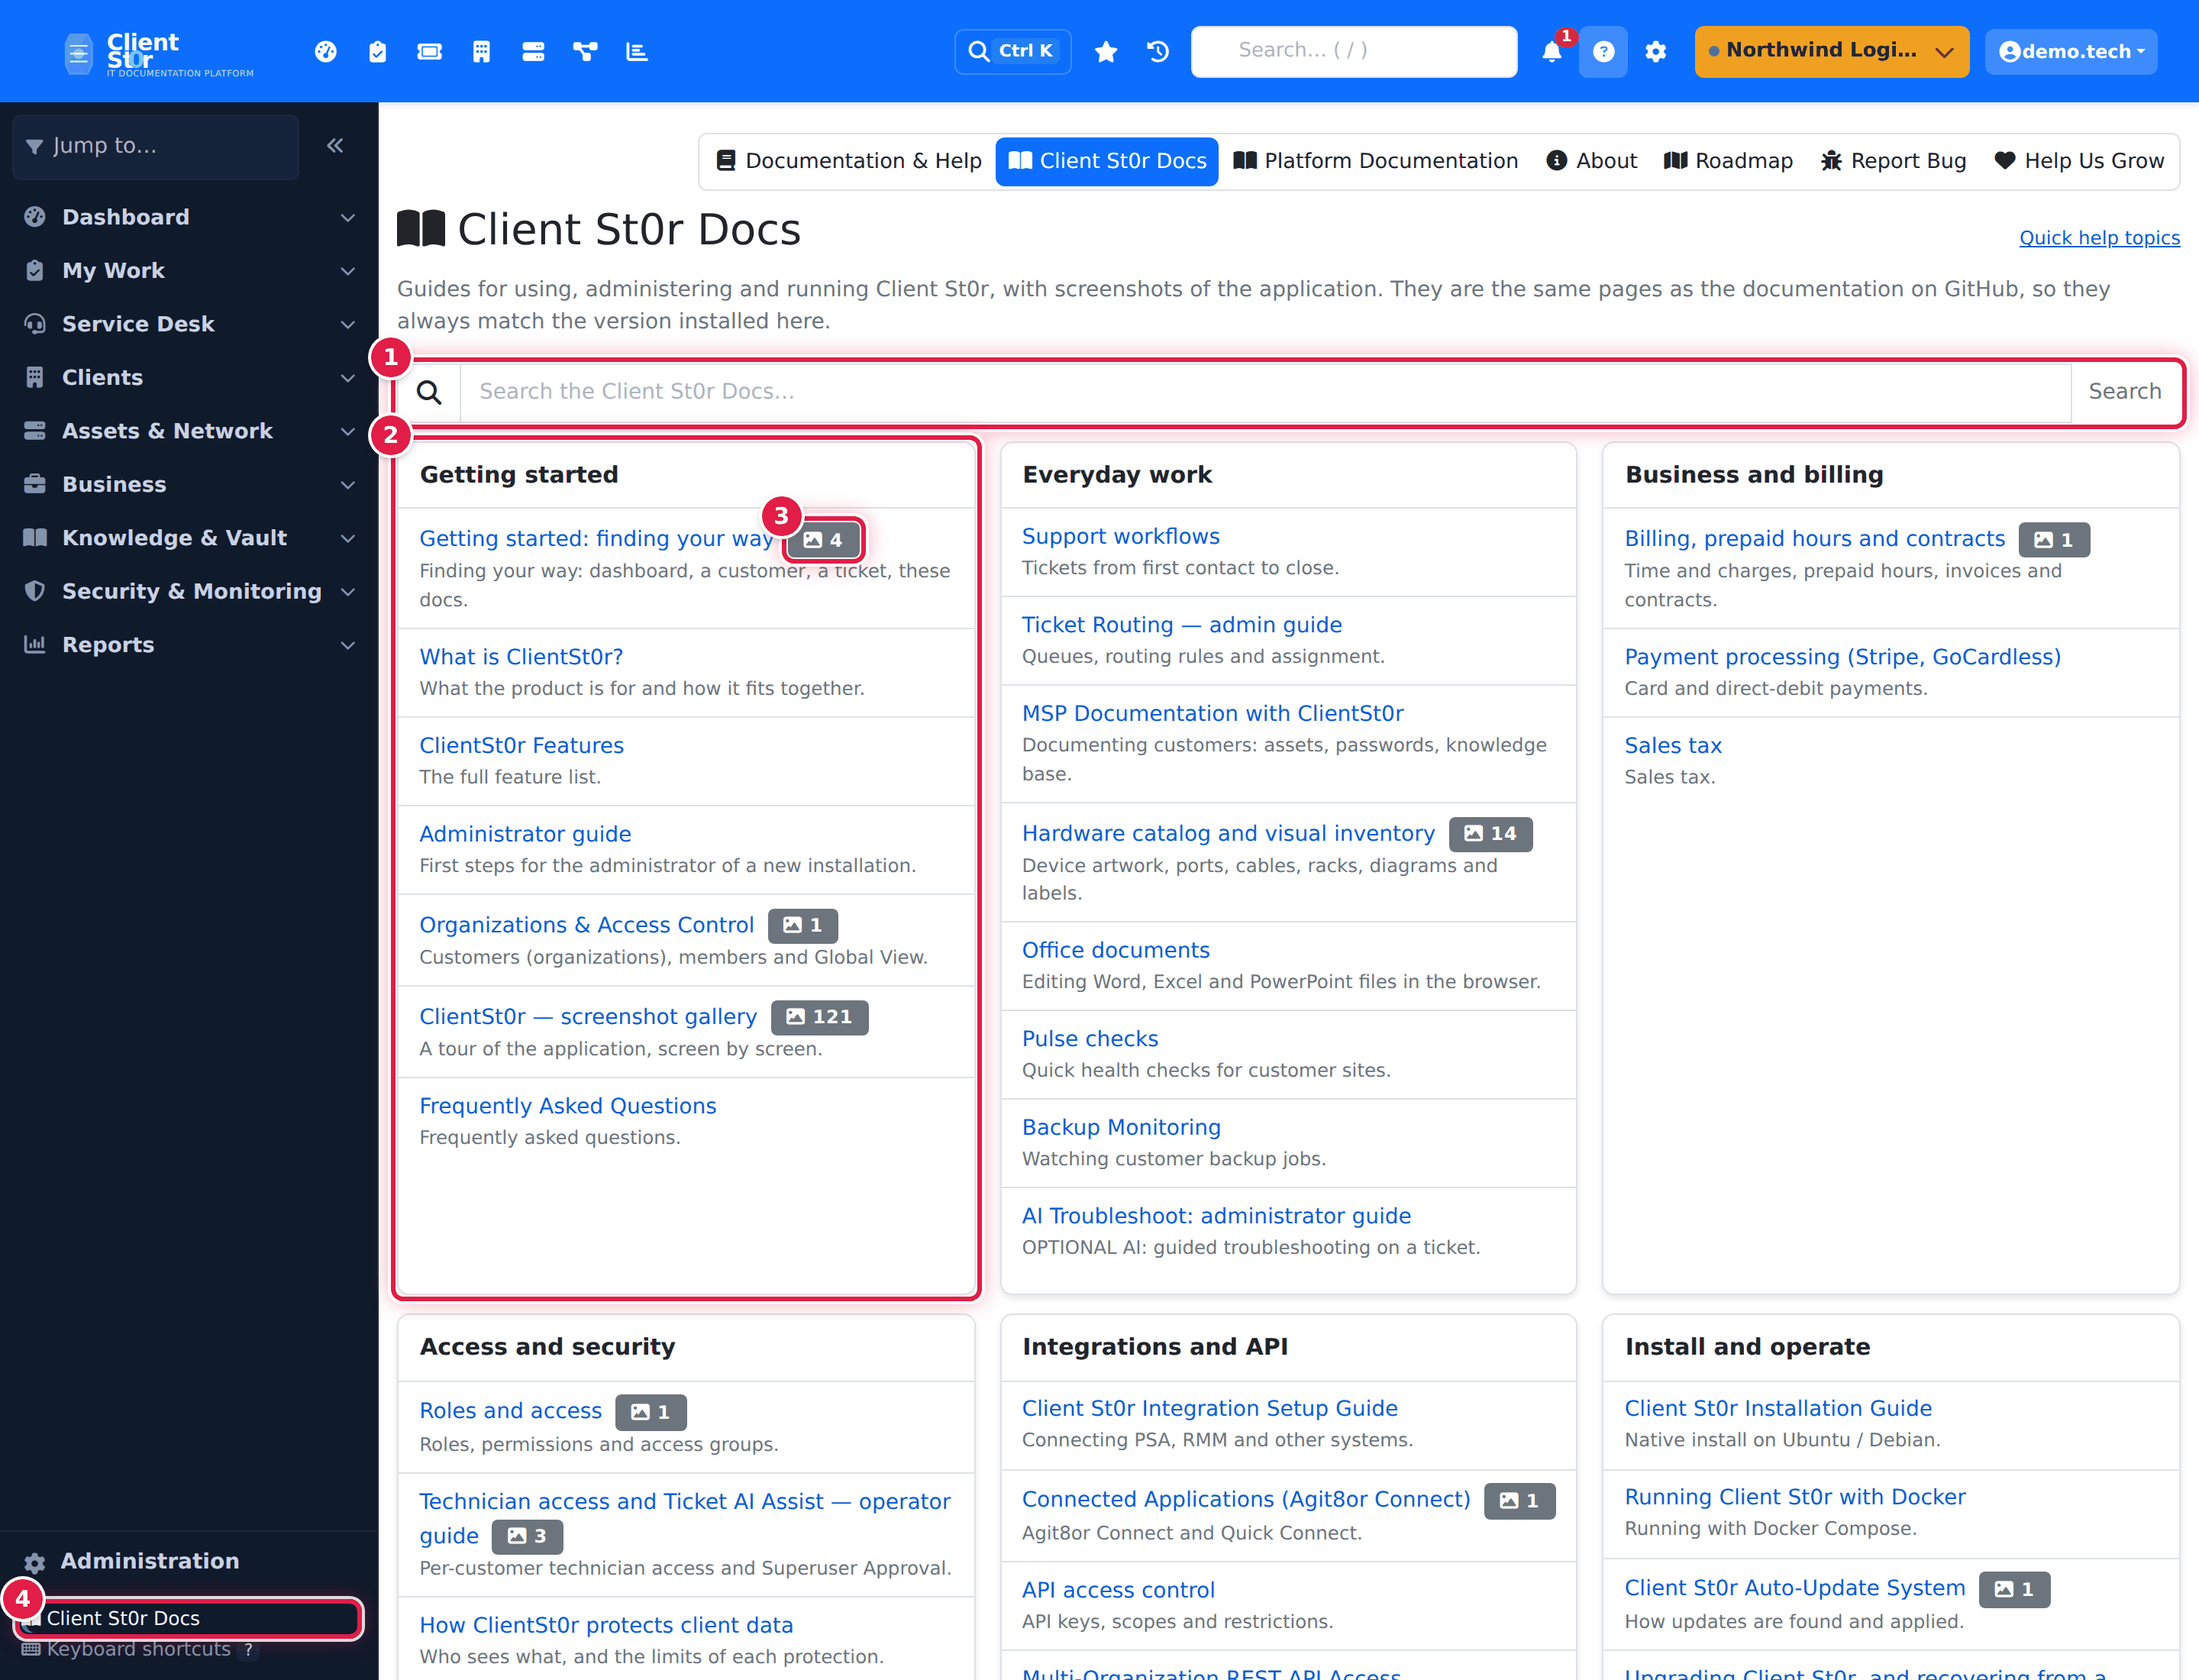 Client
St0r
IT DOCUMENTATION PLATFORM
Ctrl K
Search... ( / )
1
?
Northwind Logi...
demo.tech
Jump to...
Dashboard
My Work
Service Desk
Clients
Assets & Network
Business
Knowledge & Vault
Security & Monitoring
Reports
Administration
4
Client St0r Docs
Keyboard shortcuts ?
Documentation & Help
Client St0r Docs
Platform Documentation
About
Roadmap
Report Bug
Help Us Grow
Client St0r Docs
Quick help topics
Guides for using, administering and running Client St0r, with screenshots of the application. They are the same pages as the documentation on GitHub, so they
always match the version installed here.
1
Search the Client St0r Docs...
Search
2
Getting started
3
Getting started: finding your way 4
Finding your way: dashboard, a customer, a ticket, these
docs.
What is ClientSt0r?
What the product is for and how it fits together.
ClientSt0r Features
The full feature list.
Administrator guide
First steps for the administrator of a new installation.
Organizations & Access Control 1
Customers (organizations), members and Global View.
ClientSt0r — screenshot gallery 121
A tour of the application, screen by screen.
Frequently Asked Questions
Frequently asked questions.
Everyday work
Support workflows
Tickets from first contact to close.
Ticket Routing — admin guide
Queues, routing rules and assignment.
MSP Documentation with ClientSt0r
Documenting customers: assets, passwords, knowledge
base.
Hardware catalog and visual inventory 14
Device artwork, ports, cables, racks, diagrams and
labels.
Office documents
Editing Word, Excel and PowerPoint files in the browser.
Pulse checks
Quick health checks for customer sites.
Backup Monitoring
Watching customer backup jobs.
AI Troubleshoot: administrator guide
OPTIONAL AI: guided troubleshooting on a ticket.
Business and billing
Billing, prepaid hours and contracts 1
Time and charges, prepaid hours, invoices and
contracts.
Payment processing (Stripe, GoCardless)
Card and direct-debit payments.
Sales tax
Sales tax.
Access and security
Roles and access 1
Roles, permissions and access groups.
Technician access and Ticket AI Assist — operator
guide 3
Per-customer technician access and Superuser Approval.
How ClientSt0r protects client data
Who sees what, and the limits of each protection.
Integrations and API
Client St0r Integration Setup Guide
Connecting PSA, RMM and other systems.
Connected Applications (Agit8or Connect) 1
Agit8or Connect and Quick Connect.
API access control
API keys, scopes and restrictions.
Multi-Organization REST API Access
Install and operate
Client St0r Installation Guide
Native install on Ubuntu / Debian.
Running Client St0r with Docker
Running with Docker Compose.
Client St0r Auto-Update System 1
How updates are found and applied.
Upgrading Client St0r, and recovering from a